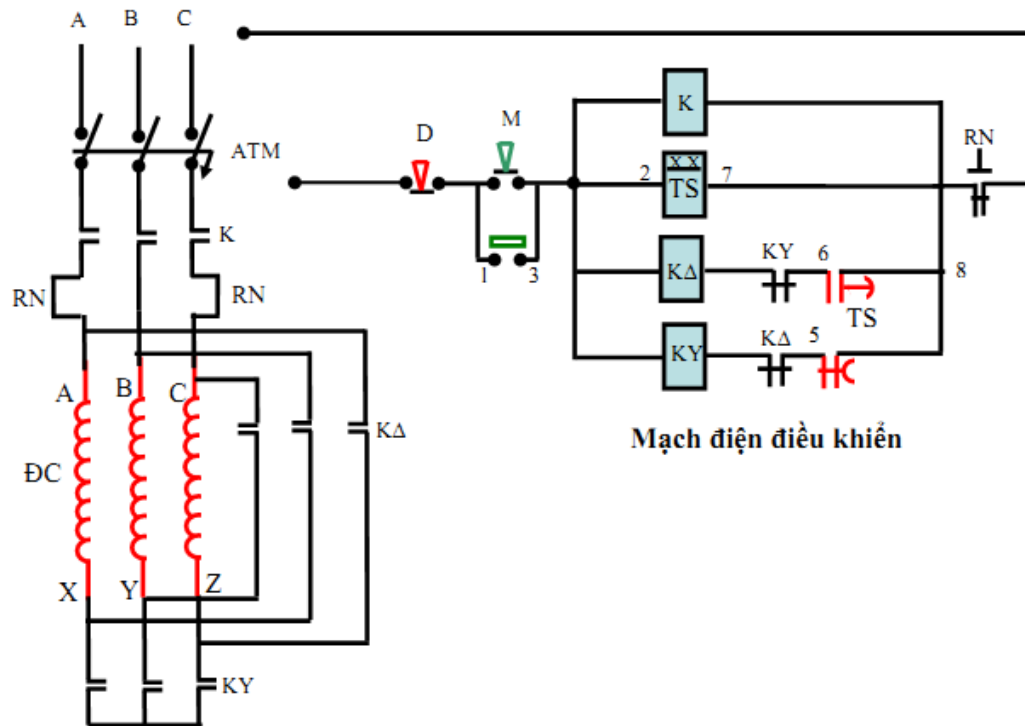 A B C
ATM
K
RN RN
A B C
KΔ
ĐC
X Y Z
KY
D M
K
RN
X X
2 TS 7
KΔ KY 6 8
1 3
TS
KY KΔ 5
Mạch điện điều khiển